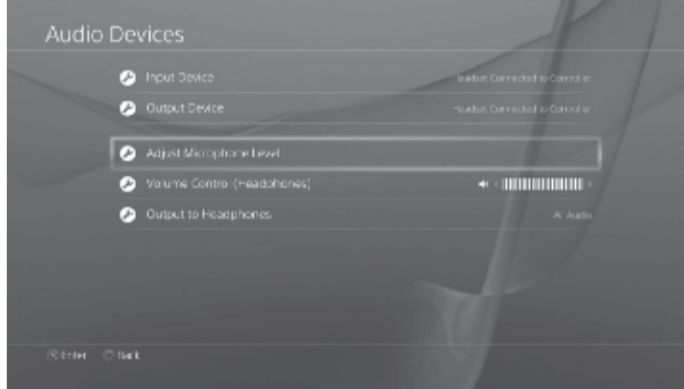 Audio Devices
Input Device
Headset Connected to Controller
Output Device
Headset Connected to Controller
Adjust Microphone Level
Volume Control (Headphones)
Output to Headphones
All Audio
Enter Back